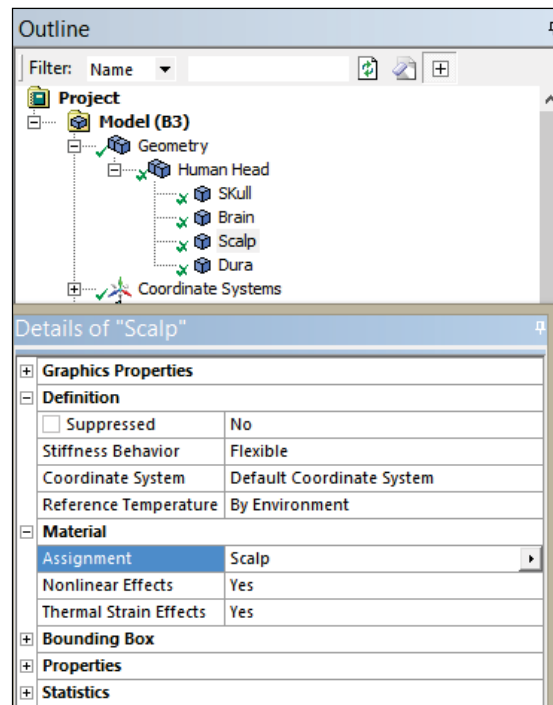 Outline
Filter: Name
Project
Model (B3)
Geometry
Human Head
SKull
Brain
Scalp
Dura
Coordinate Systems
Details of "Scalp"
Graphics Properties
Definition
Suppressed No
Stiffness Behavior Flexible
Coordinate System Default Coordinate System
Reference Temperature By Environment
Material
Assignment Scalp
Nonlinear Effects Yes
Thermal Strain Effects Yes
Bounding Box
Properties
Statistics